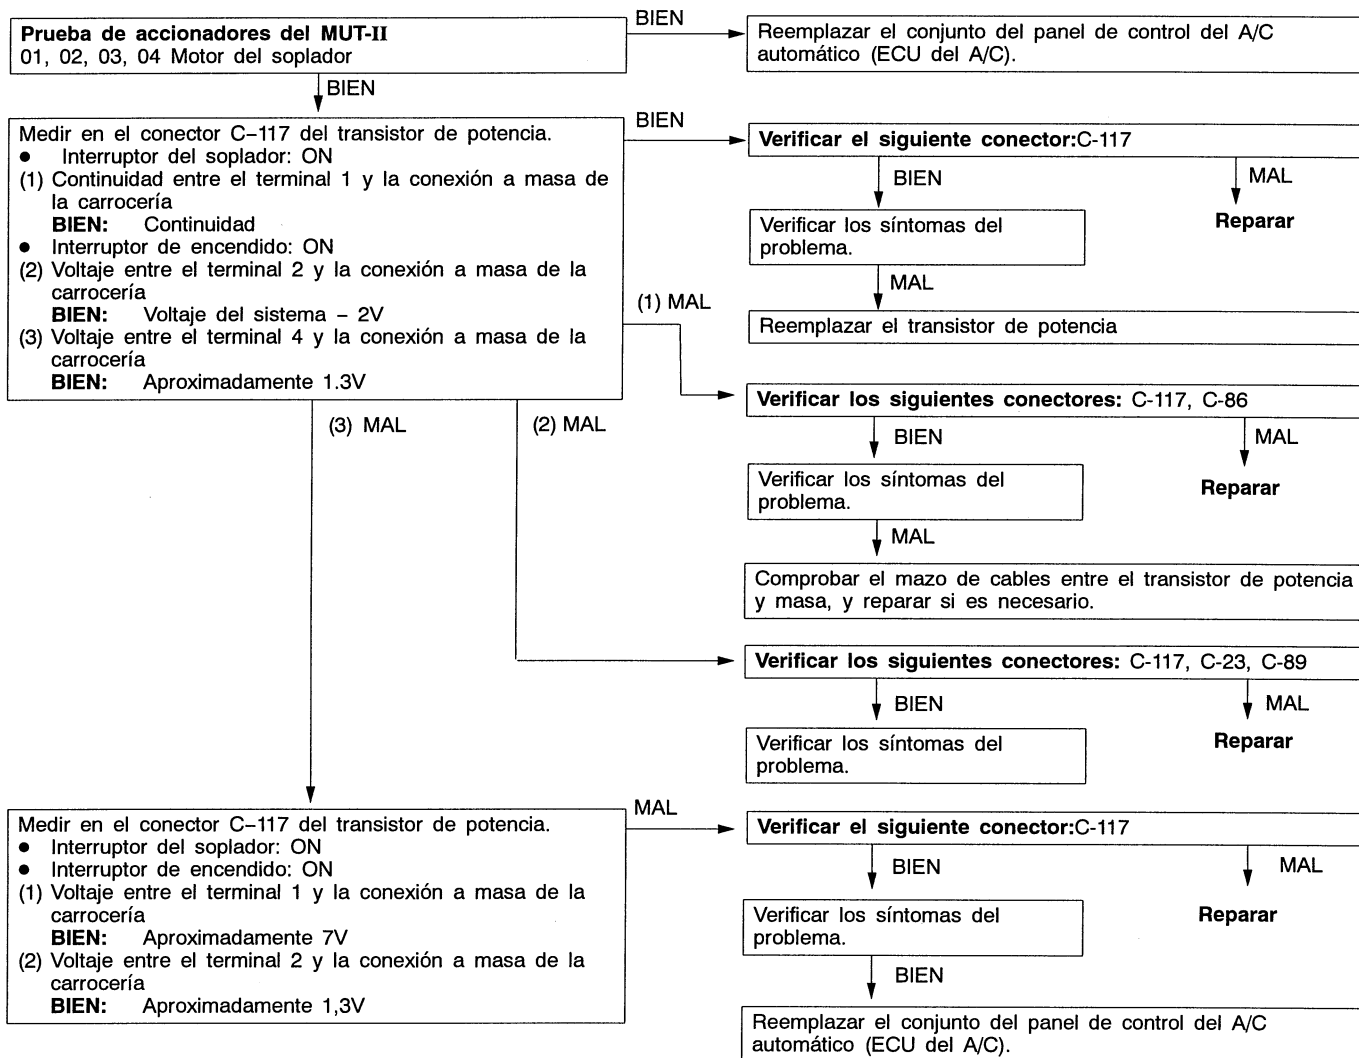 Prueba de accionadores del MUT-II
01, 02, 03, 04 Motor del soplador
BIEN
Reemplazar el conjunto del panel de control del A/C
automático (ECU del A/C).
BIEN
Medir en el conector C–117 del transistor de potencia.
● Interruptor del soplador: ON
(1) Continuidad entre el terminal 1 y la conexión a masa de
la carrocería
BIEN: Continuidad
● Interruptor de encendido: ON
(2) Voltaje entre el terminal 2 y la conexión a masa de la
carrocería
BIEN: Voltaje del sistema – 2V
(3) Voltaje entre el terminal 4 y la conexión a masa de la
carrocería
BIEN: Aproximadamente 1.3V
BIEN
Verificar el siguiente conector:C-117
BIEN
MAL
Verificar los síntomas del
problema.
Reparar
MAL
Reemplazar el transistor de potencia
(1) MAL
Verificar los siguientes conectores: C-117, C-86
BIEN
MAL
Verificar los síntomas del
problema.
Reparar
MAL
Comprobar el mazo de cables entre el transistor de potencia
y masa, y reparar si es necesario.
(3) MAL
(2) MAL
Verificar los siguientes conectores: C-117, C-23, C-89
BIEN
MAL
Verificar los síntomas del
problema.
Reparar
Medir en el conector C–117 del transistor de potencia.
● Interruptor del soplador: ON
● Interruptor de encendido: ON
(1) Voltaje entre el terminal 1 y la conexión a masa de la
carrocería
BIEN: Aproximadamente 7V
(2) Voltaje entre el terminal 2 y la conexión a masa de la
carrocería
BIEN: Aproximadamente 1,3V
MAL
Verificar el siguiente conector:C-117
BIEN
MAL
Verificar los síntomas del
problema.
Reparar
BIEN
Reemplazar el conjunto del panel de control del A/C
automático (ECU del A/C).